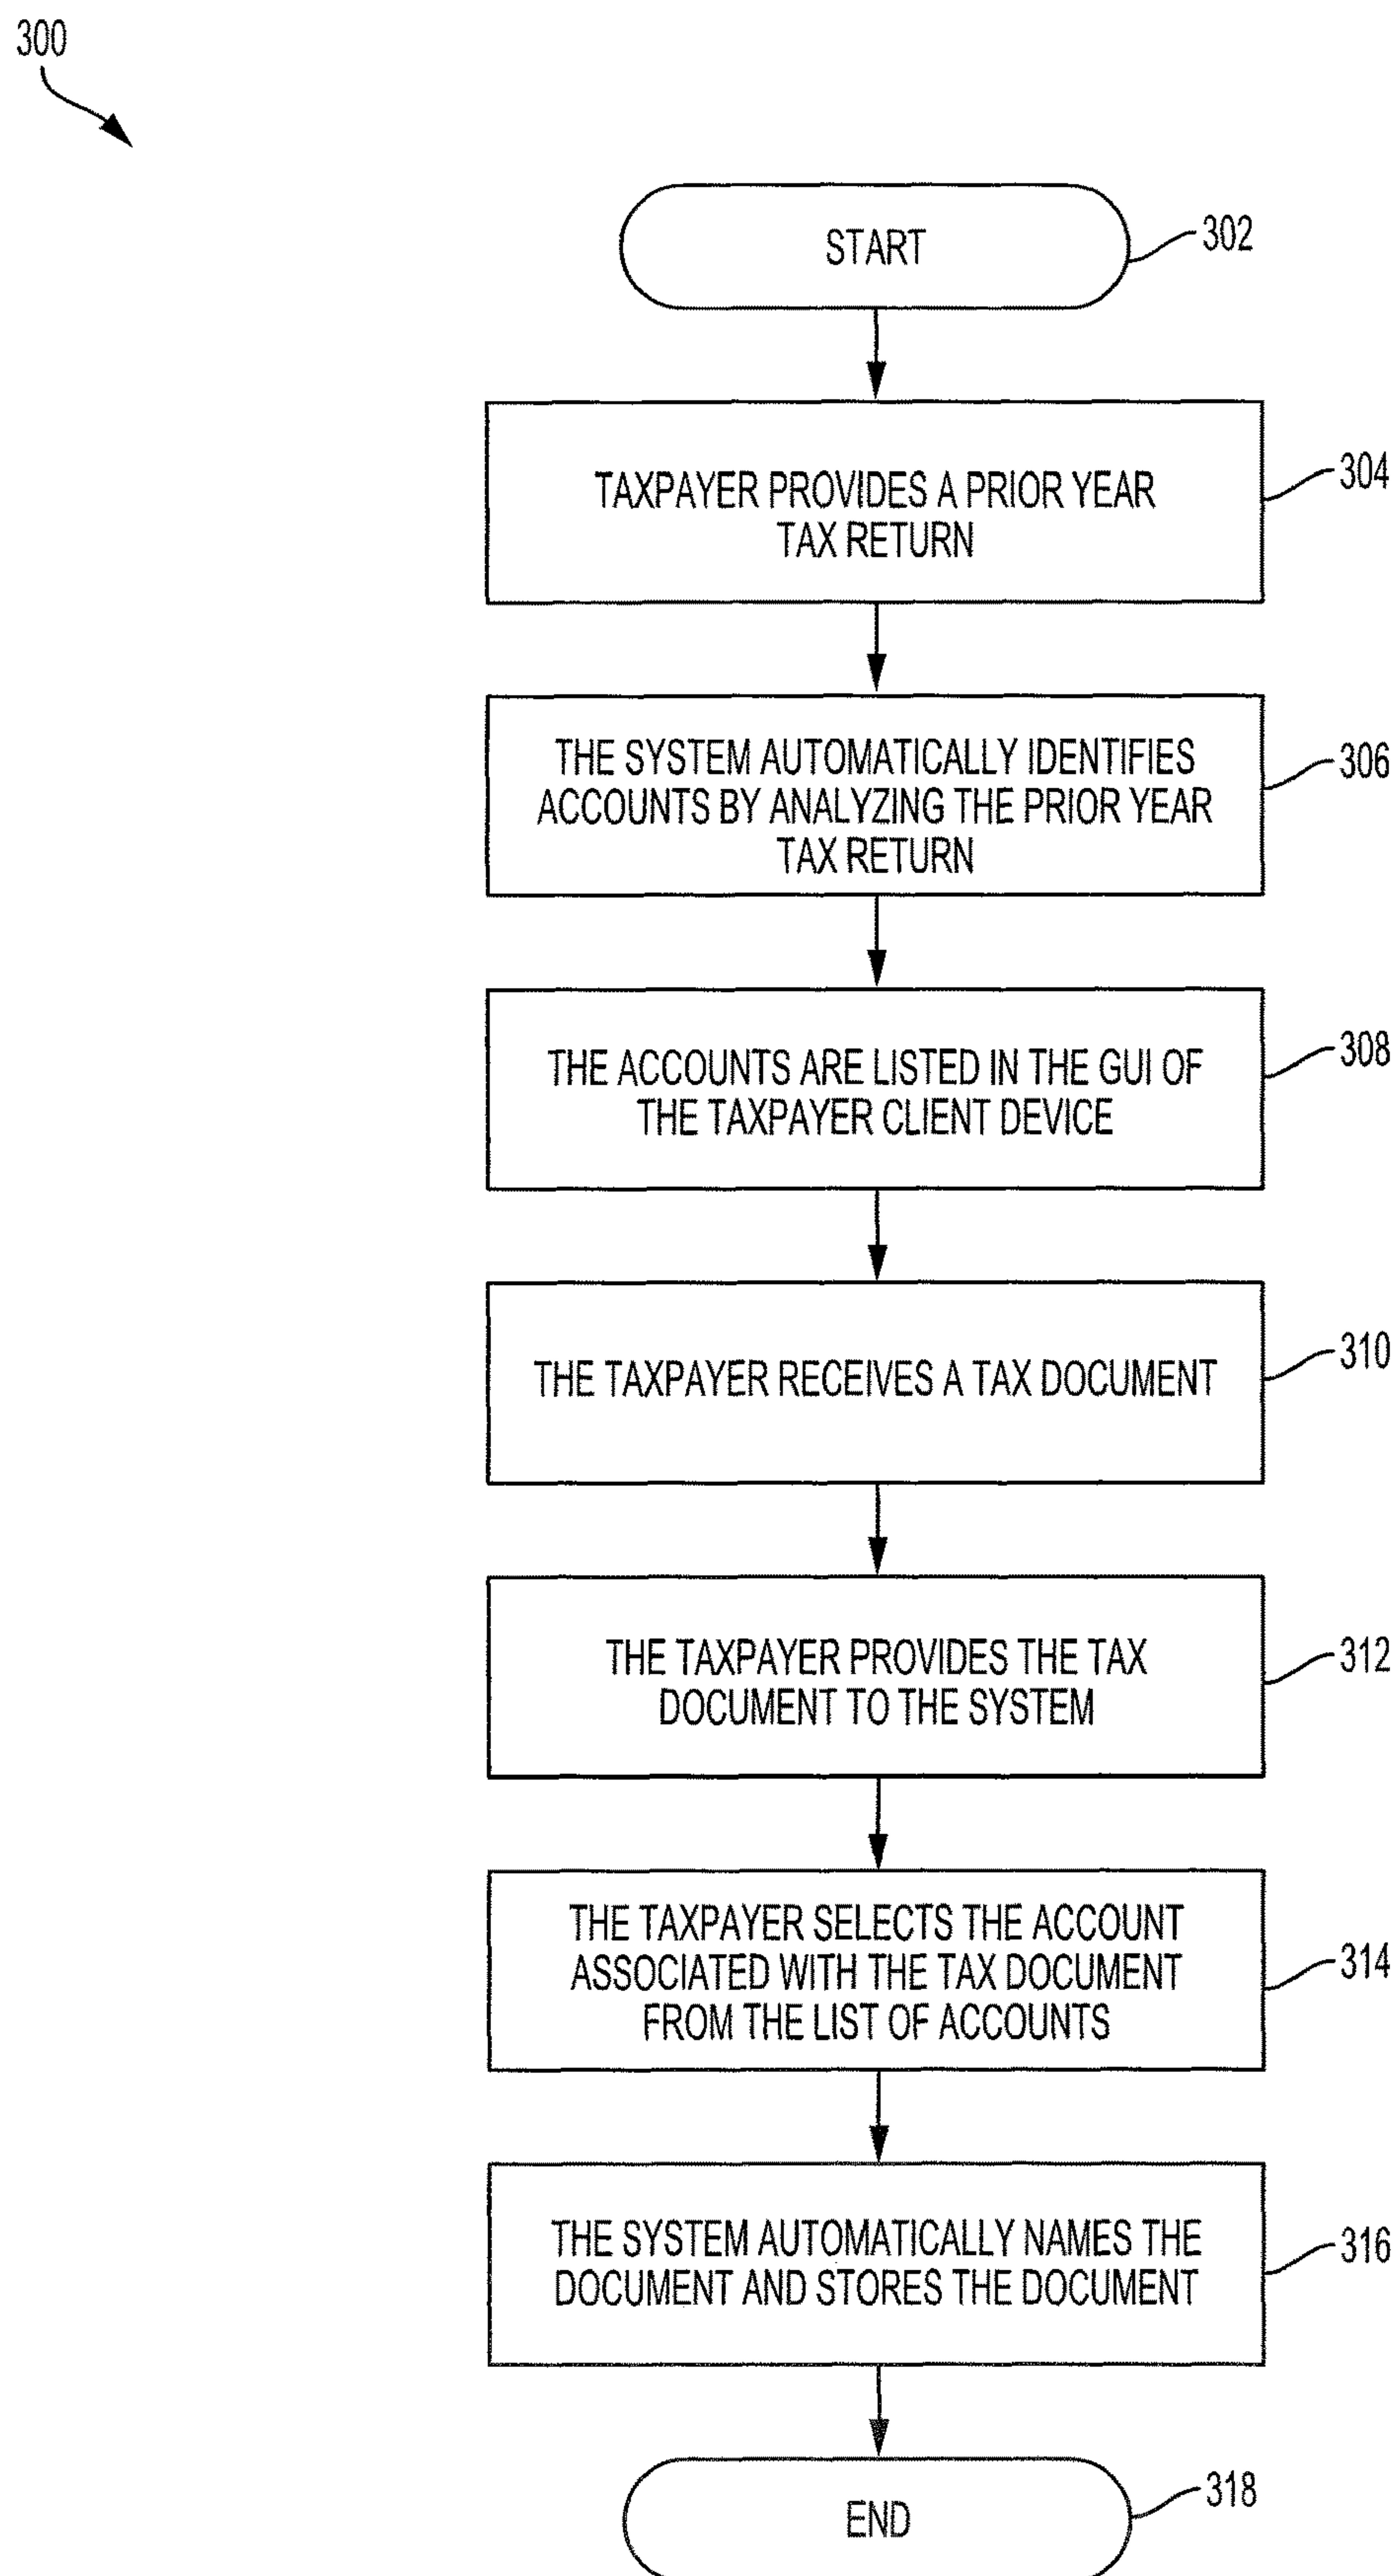 300
START
302
TAXPAYER PROVIDES A PRIOR YEAR
TAX RETURN
304
THE SYSTEM AUTOMATICALLY IDENTIFIES
ACCOUNTS BY ANALYZING THE PRIOR YEAR
TAX RETURN
306
THE ACCOUNTS ARE LISTED IN THE GUI OF
THE TAXPAYER CLIENT DEVICE
308
THE TAXPAYER RECEIVES A TAX DOCUMENT
310
THE TAXPAYER PROVIDES THE TAX
DOCUMENT TO THE SYSTEM
312
THE TAXPAYER SELECTS THE ACCOUNT
ASSOCIATED WITH THE TAX DOCUMENT
FROM THE LIST OF ACCOUNTS
314
THE SYSTEM AUTOMATICALLY NAMES THE
DOCUMENT AND STORES THE DOCUMENT
316
END
318